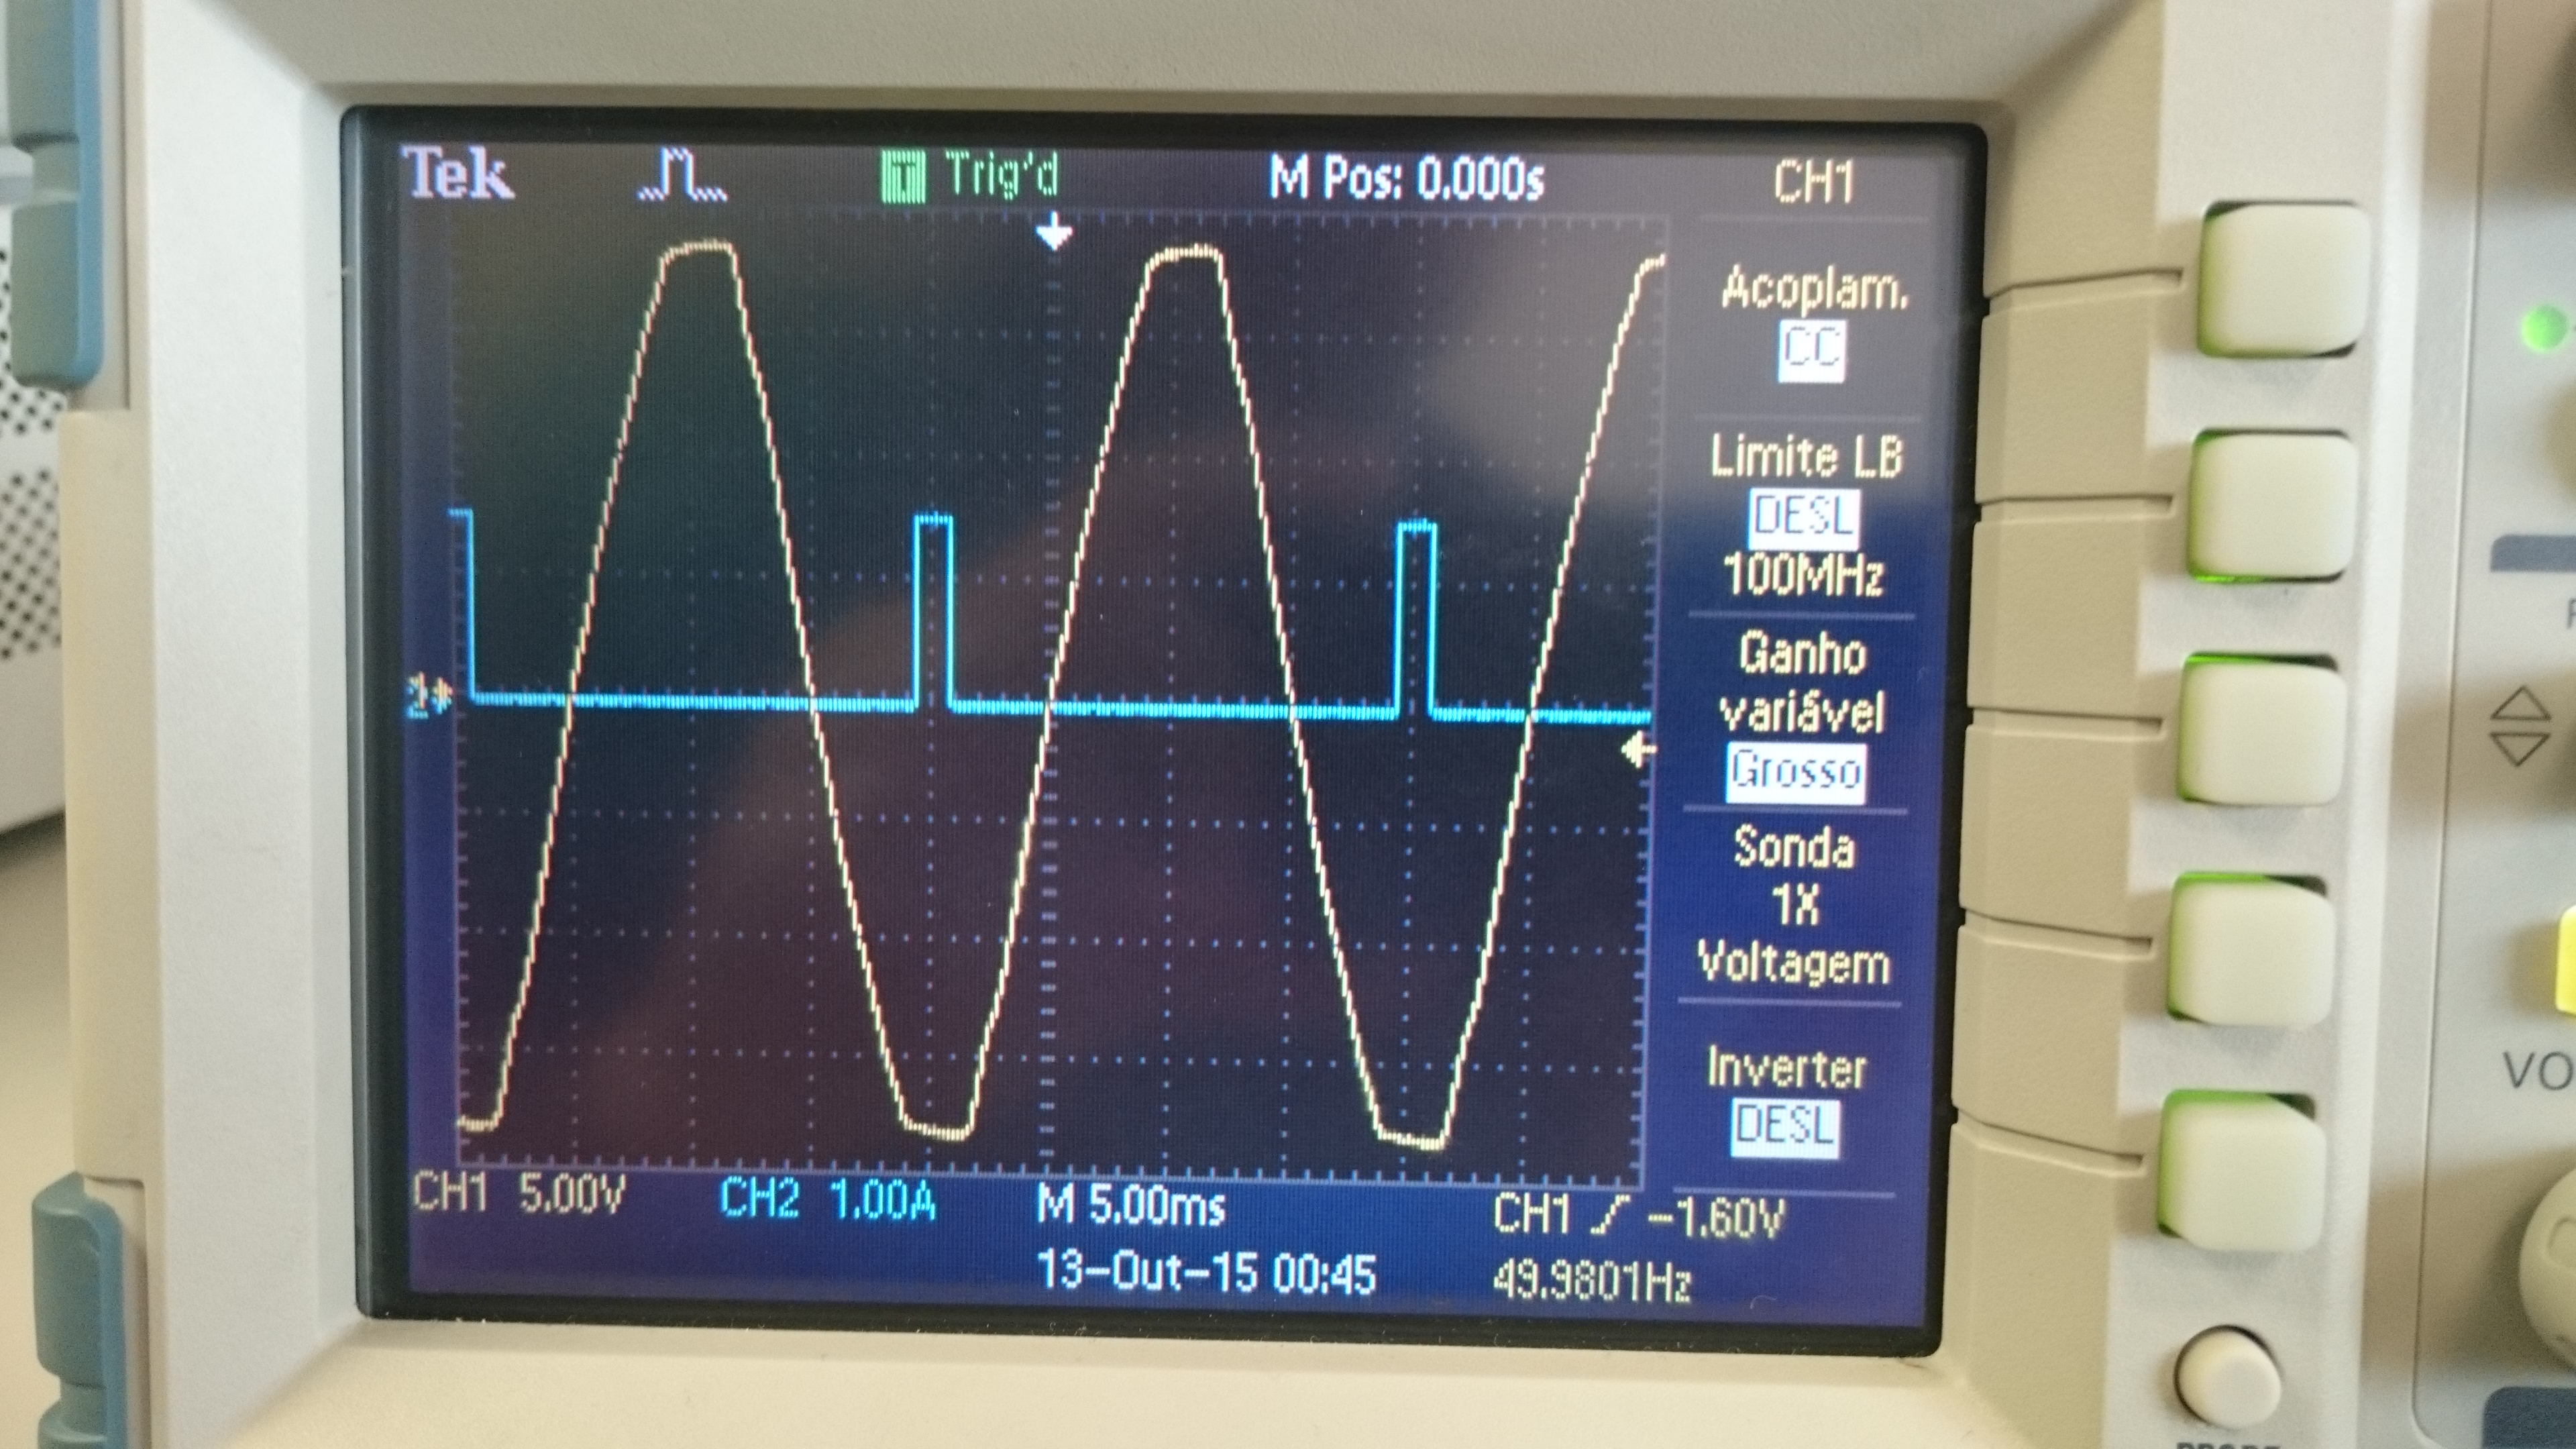 Tek T Trig'd M Pos: 0.000s CH1
Acoplam.
CC
Limite LB
DESL
100MHz
Ganho
variável
Grosso
Sonda
1X
Voltagem
Inverter
DESL
CH1 5.00V CH2 1.00A M 5.00ms CH1 -1.60V
13-Out-15 00:45 49.9801Hz
VO